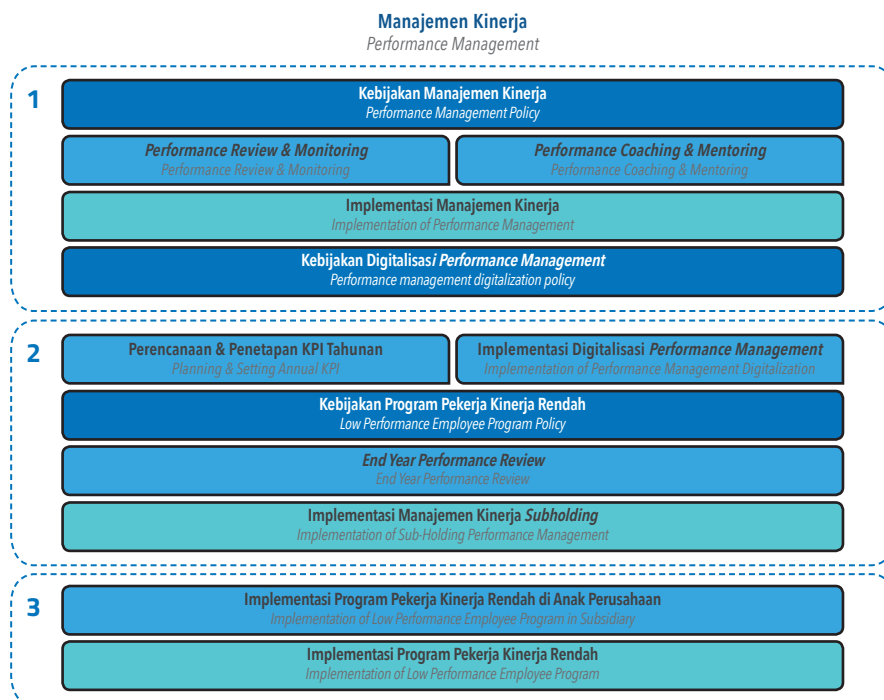 Manajemen Kinerja
Performance Management
1
Kebijakan Manajemen Kinerja
Performance Management Policy
Performance Review & Monitoring
Performance Review & Monitoring
Performance Coaching & Mentoring
Performance Coaching & Mentoring
Implementasi Manajemen Kinerja
Implementation of Performance Management
Kebijakan Digitalisasi Performance Management
Performance management digitalization policy
2
Perencanaan & Penetapan KPI Tahunan
Planning & Setting Annual KPI
Implementasi Digitalisasi Performance Management
Implementation of Performance Management Digitalization
Kebijakan Program Pekerja Kinerja Rendah
Low Performance Employee Program Policy
End Year Performance Review
End Year Performance Review
Implementasi Manajemen Kinerja Subholding
Implementation of Sub-Holding Performance Management
3
Implementasi Program Pekerja Kinerja Rendah di Anak Perusahaan
Implementation of Low Performance Employee Program in Subsidiary
Implementasi Program Pekerja Kinerja Rendah
Implementation of Low Performance Employee Program